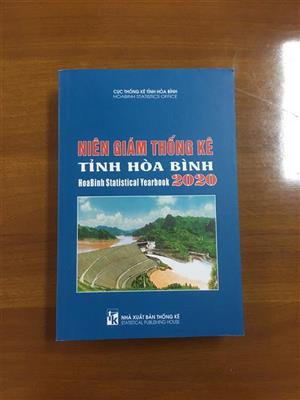 CỤC THỐNG KÊ TỈNH HÒA BÌNH
HOABINH STATISTICS OFFICE
NIÊN GIÁM THỐNG KÊ
TỈNH HÒA BÌNH
HoaBinh Statistical Yearbook 2020
NHÀ XUẤT BẢN THỐNG KÊ
STATISTICAL PUBLISHING HOUSE